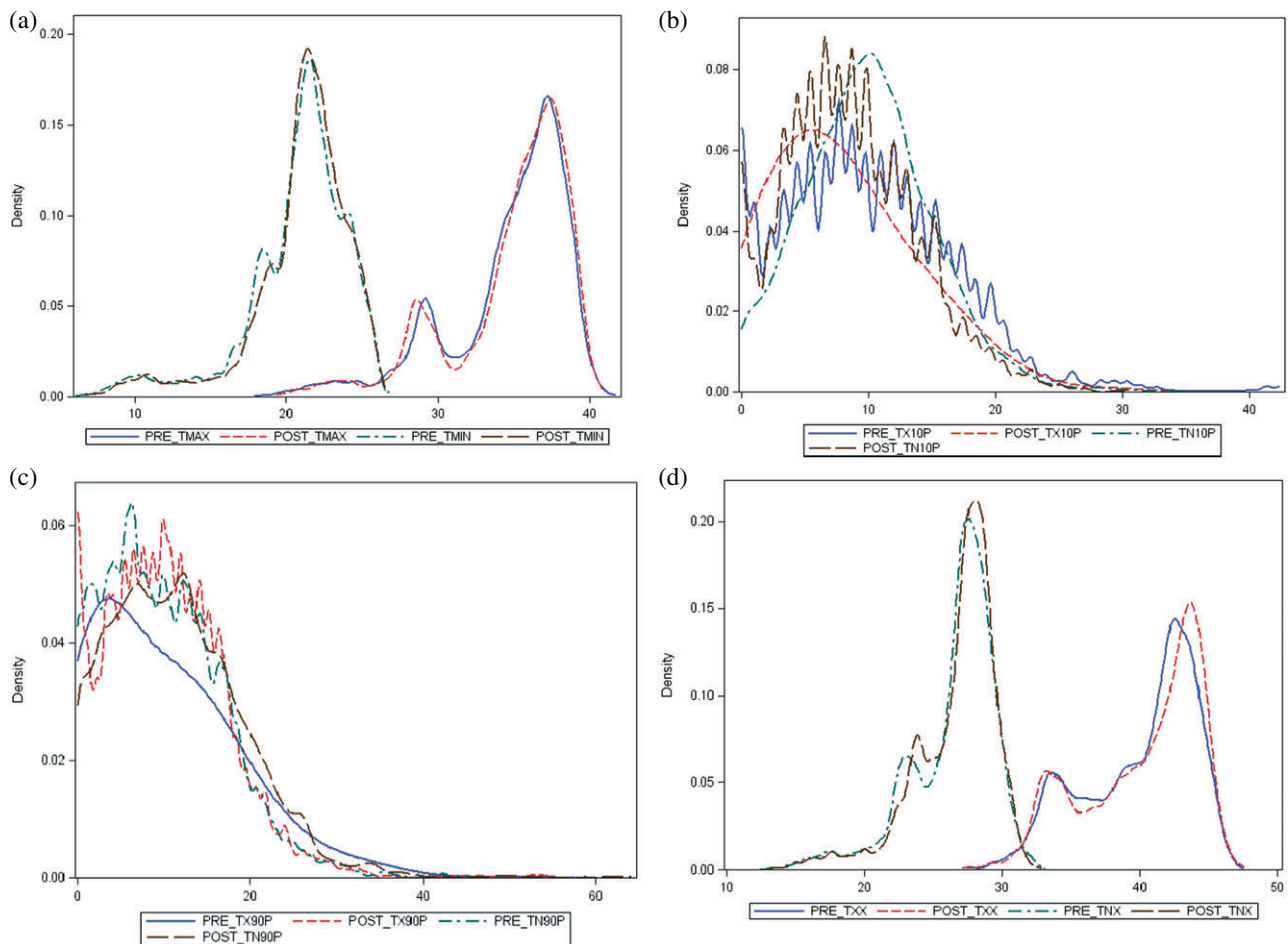 (a)
0.20
0.15
0.10
0.05
0.00
Density
10 20 30 40
PRE_TMAX POST_TMAX PRE_TMIN POST_TMIN
(b)
0.08
0.06
0.04
0.02
0.00
Density
0 10 20 30 40
PRE_TX10P POST_TX10P PRE_TN10P
POST_TN10P
(c)
0.06
0.04
0.02
0.00
Density
0 20 40 60
PRE_TX90P POST_TX90P PRE_TN90P
POST_TN90P
(d)
0.20
0.15
0.10
0.05
0.00
Density
10 20 30 40 50
PRE_TXX POST_TXX PRE_TNX POST_TNX